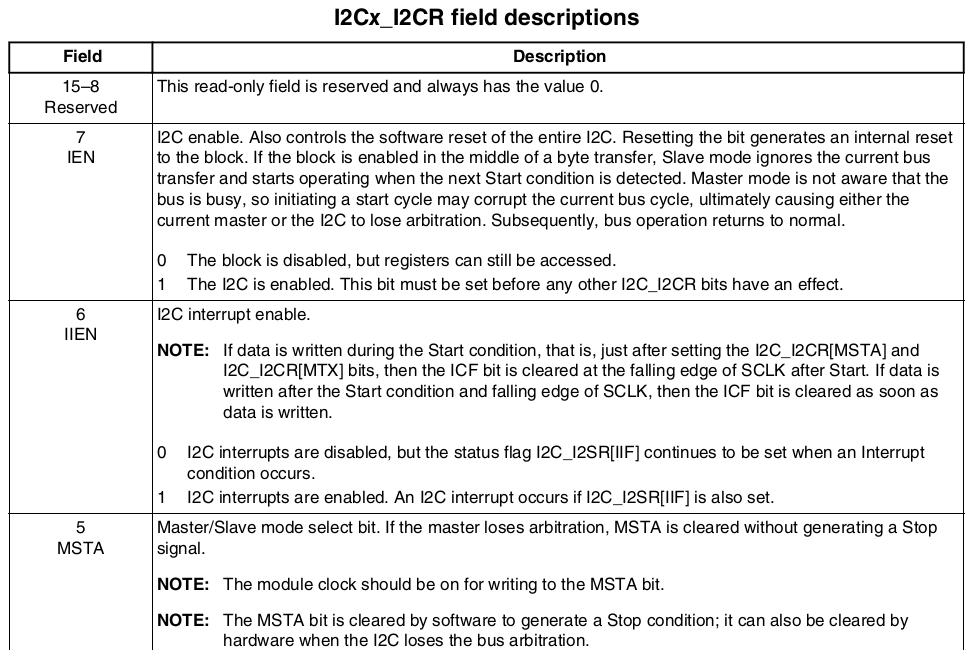 I2Cx_I2CR field descriptions
Field Description
15–8
Reserved
This read-only field is reserved and always has the value 0.
7
IEN
I2C enable. Also controls the software reset of the entire I2C. Resetting the bit generates an internal reset
to the block. If the block is enabled in the middle of a byte transfer, Slave mode ignores the current bus
transfer and starts operating when the next Start condition is detected. Master mode is not aware that the
bus is busy, so initiating a start cycle may corrupt the current bus cycle, ultimately causing either the
current master or the I2C to lose arbitration. Subsequently, bus operation returns to normal.
0 The block is disabled, but registers can still be accessed.
1 The I2C is enabled. This bit must be set before any other I2C_I2CR bits have an effect.
6
IIEN
I2C interrupt enable.
NOTE: If data is written during the Start condition, that is, just after setting the I2C_I2CR[MSTA] and
I2C_I2CR[MTX] bits, then the ICF bit is cleared at the falling edge of SCLK after Start. If data is
written after the Start condition and falling edge of SCLK, then the ICF bit is cleared as soon as
data is written.
0 I2C interrupts are disabled, but the status flag I2C_I2SR[IIF] continues to be set when an Interrupt
condition occurs.
1 I2C interrupts are enabled. An I2C interrupt occurs if I2C_I2SR[IIF] is also set.
5
MSTA
Master/Slave mode select bit. If the master loses arbitration, MSTA is cleared without generating a Stop
signal.
NOTE: The module clock should be on for writing to the MSTA bit.
NOTE: The MSTA bit is cleared by software to generate a Stop condition; it can also be cleared by
hardware when the I2C loses the bus arbitration.